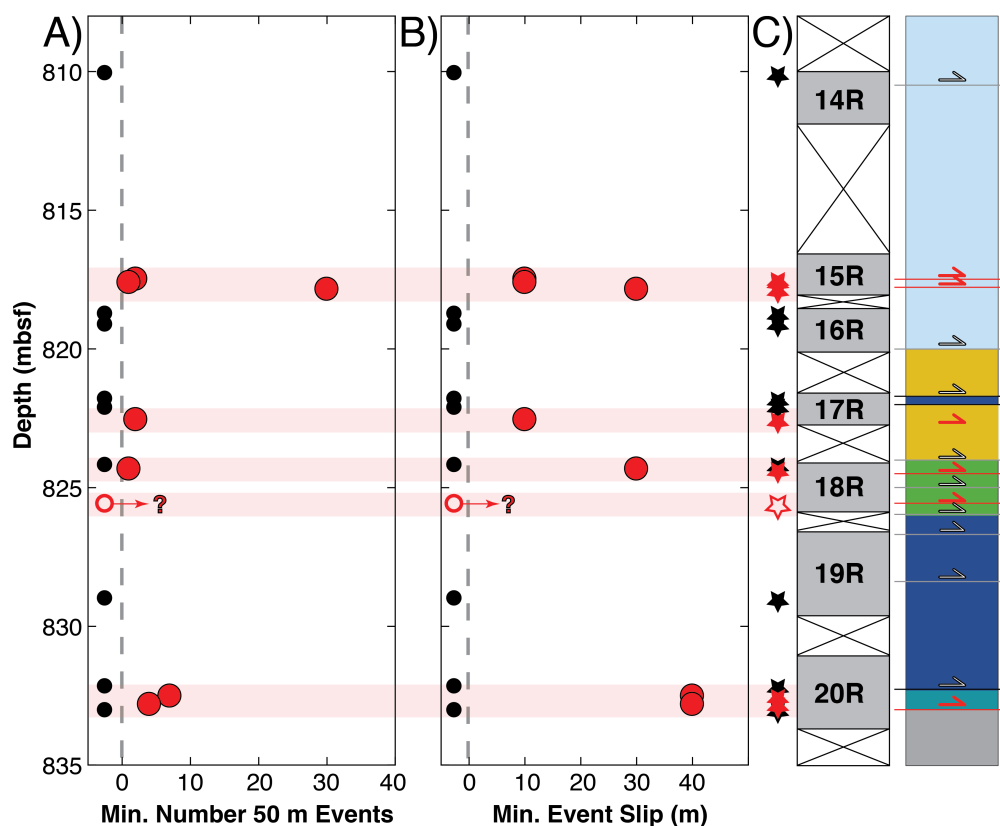 A)
B)
C)
810
815
820
825
830
835
Depth (mbsf)
?
?
14R
15R
16R
17R
18R
19R
20R
0 10 20 30 40
0 10 20 30 40
Min. Number 50 m Events
Min. Event Slip (m)